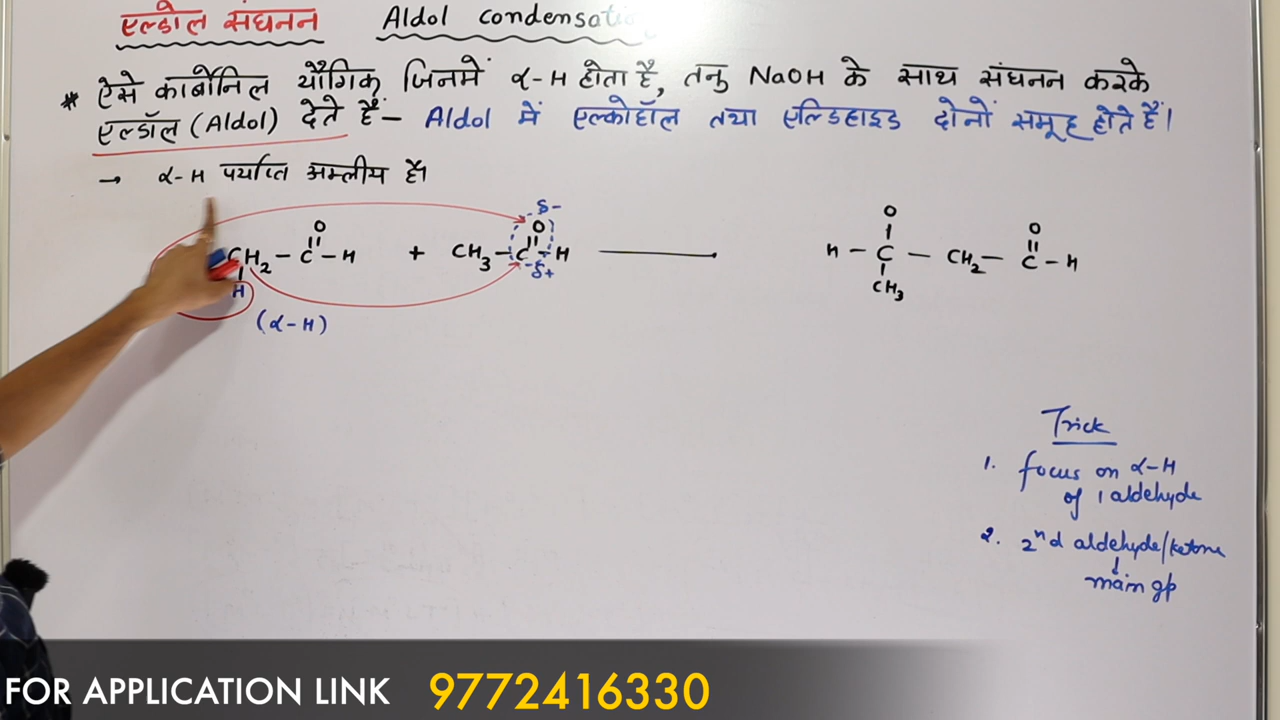 एल्डोल संघनन Aldol condensatio
* ऐसे कार्बोनिल यौगिक जिनमें α-H होता है, तनु NaOH के साथ संघनन करके
एल्डॉल (Aldol) देते हैं- Aldol में एल्कोहॉल तथा एल्डिहाइड दोनों समूह होते हैं।
→ α-H पर्याप्त अम्लीय है।
O δ- O O O
CH₂ - C - H + CH₃ - C - H ——— H - C - CH₂ - C - H
H δ+ CH₃
(α-H)
Trick
1. focus on α-H
of 1 aldehyde
2. 2nd aldehyde/ketone
↓
main gp
FOR APPLICATION LINK 9772416330